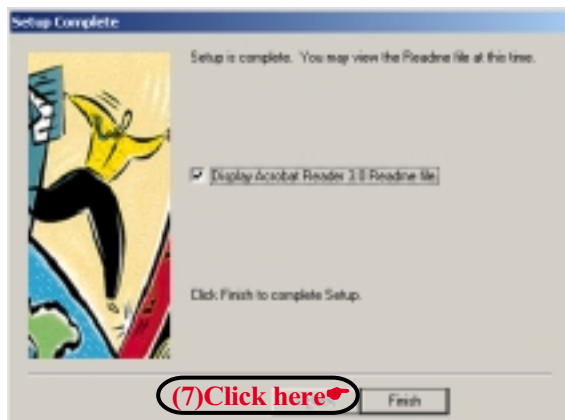 Setup Complete
Setup is complete. You may view the Readme file at this time.
Display Acrobat Reader 3.0 Readme file.
Click Finish to complete Setup.
(7)Click here
Finish